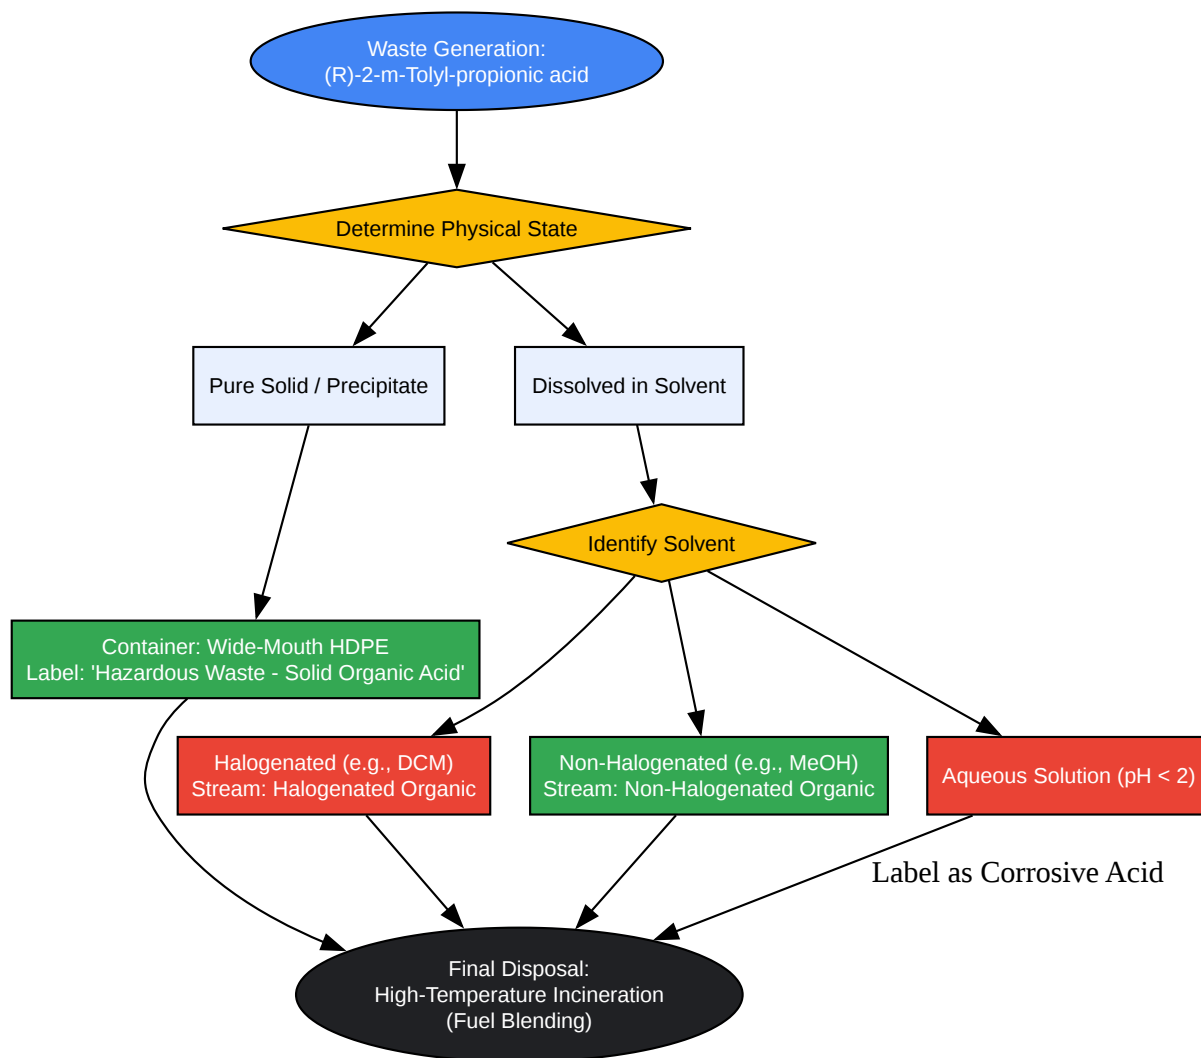 Waste Generation:
(R)-2-m-Tolyl-propionic acid
Determine Physical State
Pure Solid / Precipitate
Dissolved in Solvent
Identify Solvent
Container: Wide-Mouth HDPE
Label: 'Hazardous Waste - Solid Organic Acid'
Halogenated (e.g., DCM)
Stream: Halogenated Organic
Non-Halogenated (e.g., MeOH)
Stream: Non-Halogenated Organic
Aqueous Solution (pH < 2)
Label as Corrosive Acid
Final Disposal:
High-Temperature Incineration
(Fuel Blending)